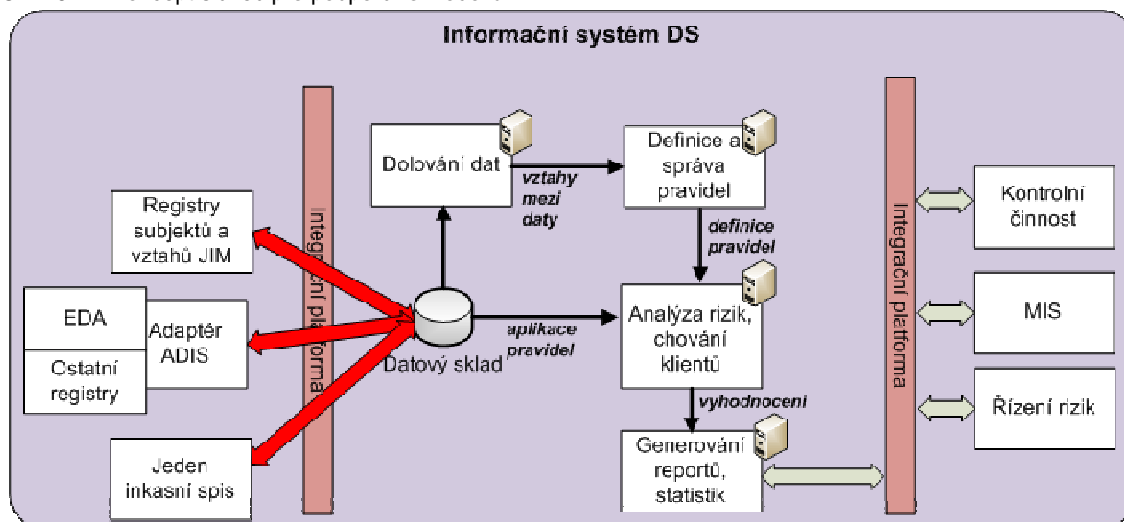 Informační systém DS
Dolování dat
Definice a
správa
pravidel
vztahy
mezi
daty
Registry
subjektů a
vztahů JIM
Integrační platforma
definice
pravidel
Integrační platforma
Kontrolní
činnost
EDA
Adaptér
ADIS
Ostatní
registry
Datový sklad
aplikace
pravidel
Analýza rizik,
chování
klientů
MIS
vyhodnocení
Řízení rizik
Jeden
inkasní spis
Generování
reportů,
statistik